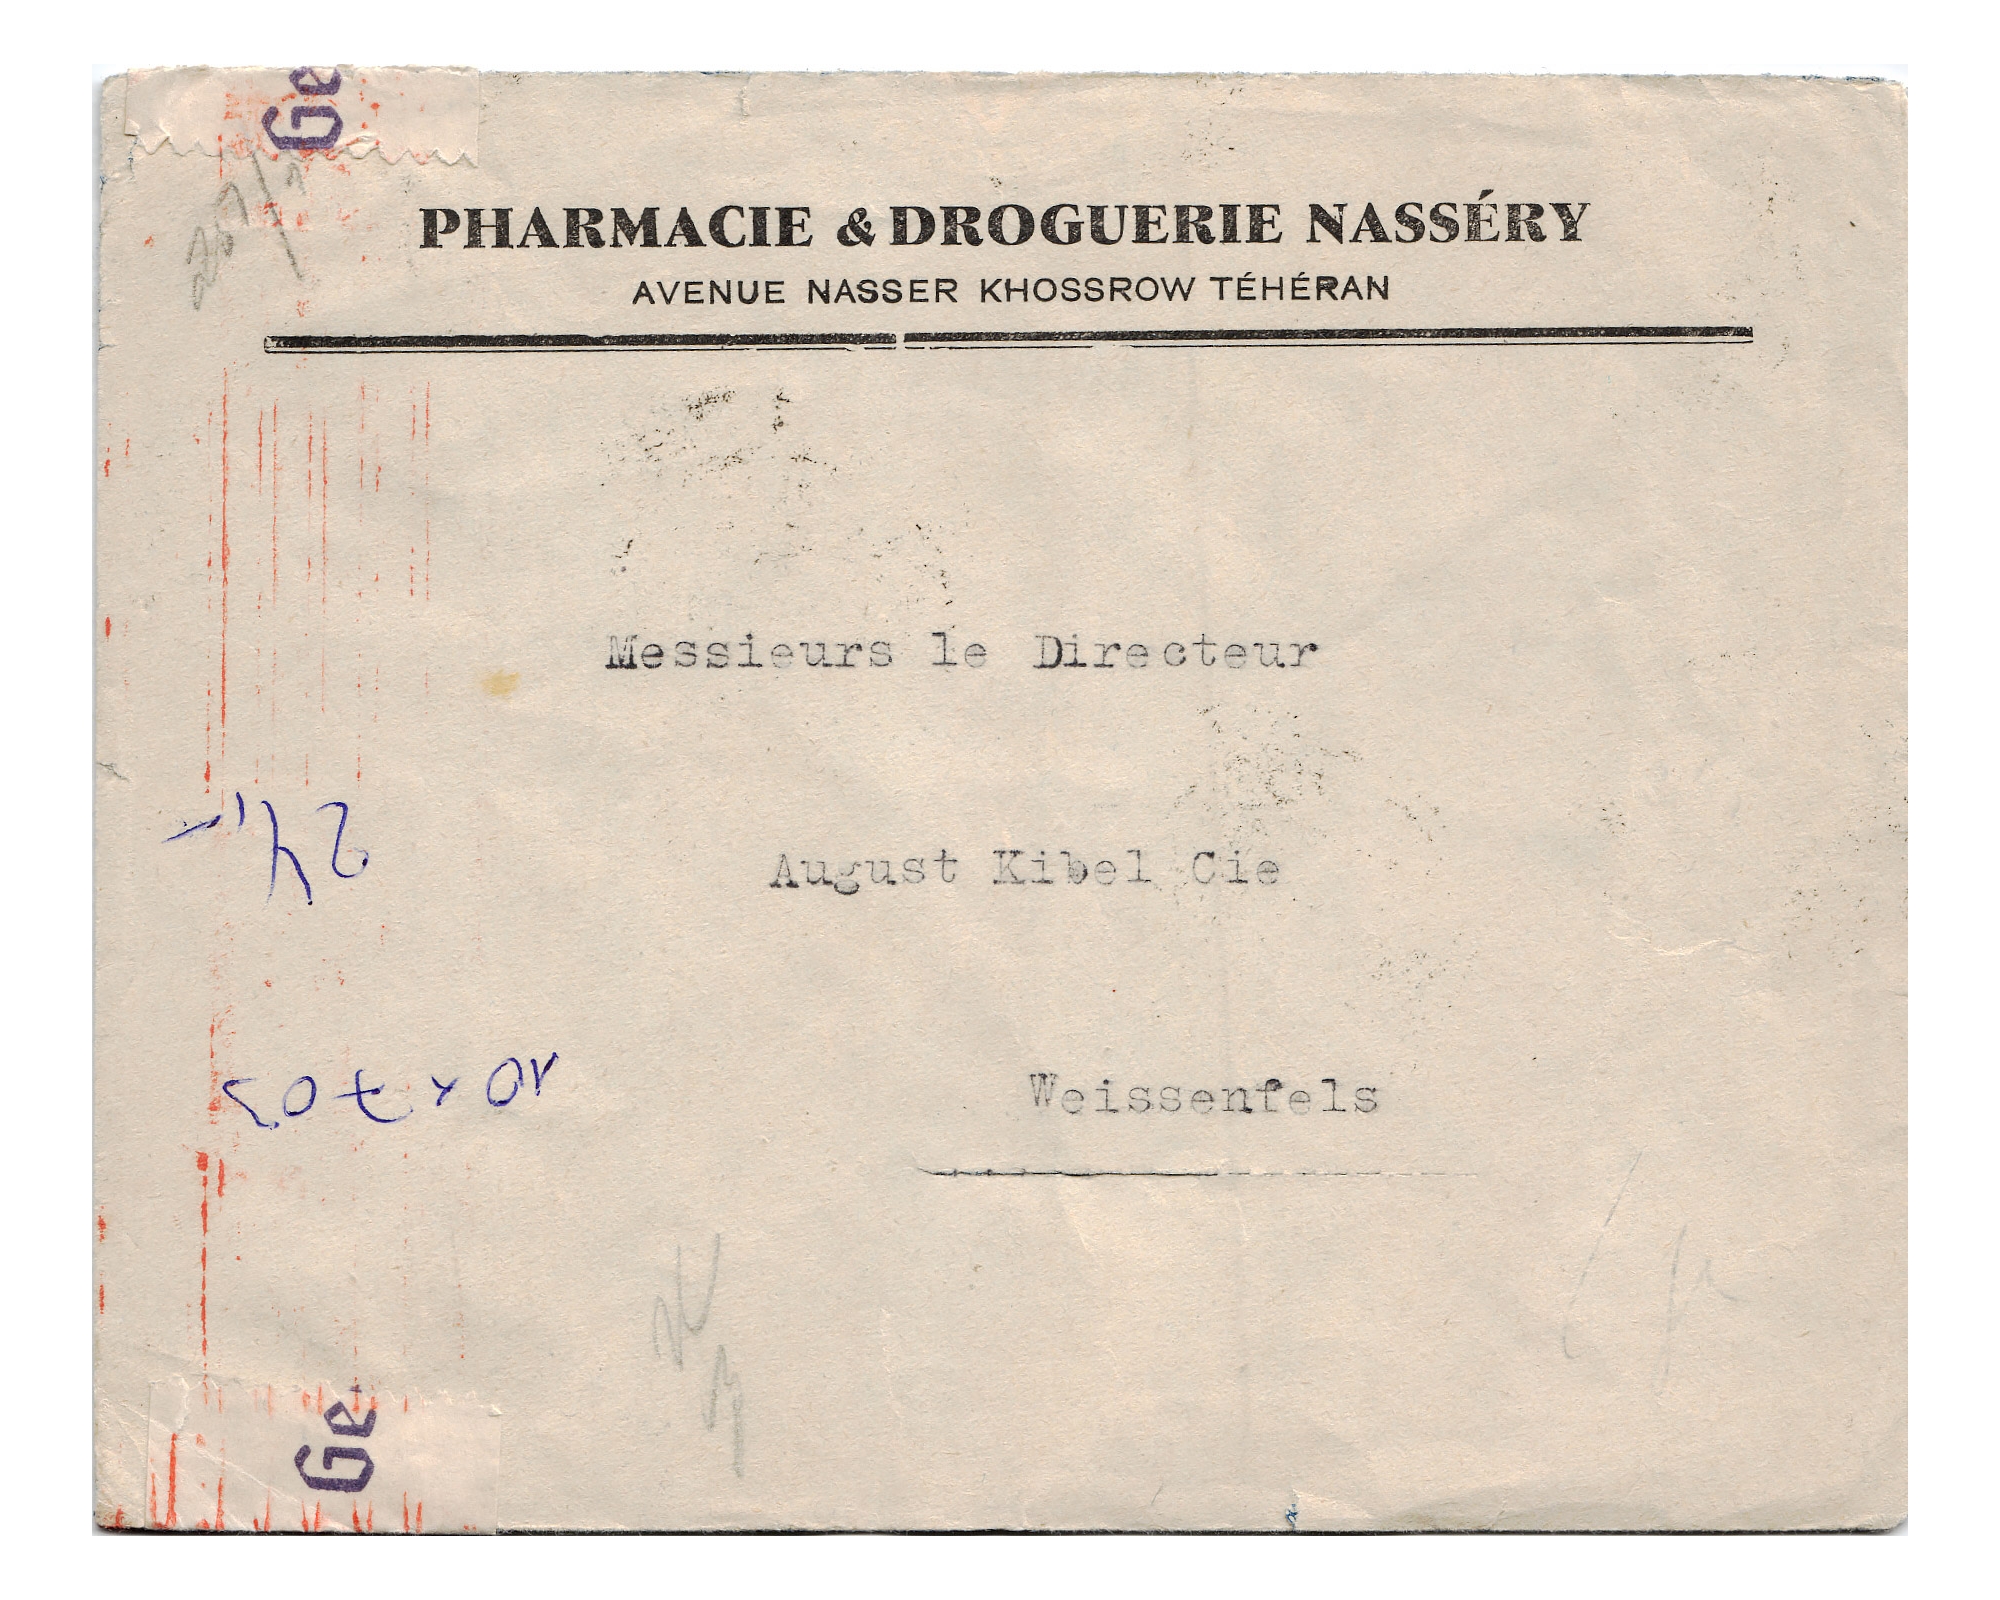 Ge
PHARMACIE & DROGUERIE NASSÉRY
AVENUE NASSER KHOSSROW TÉHÉRAN
Messieurs le Directeur
August Kibel Cie
Weissenfels
Ge